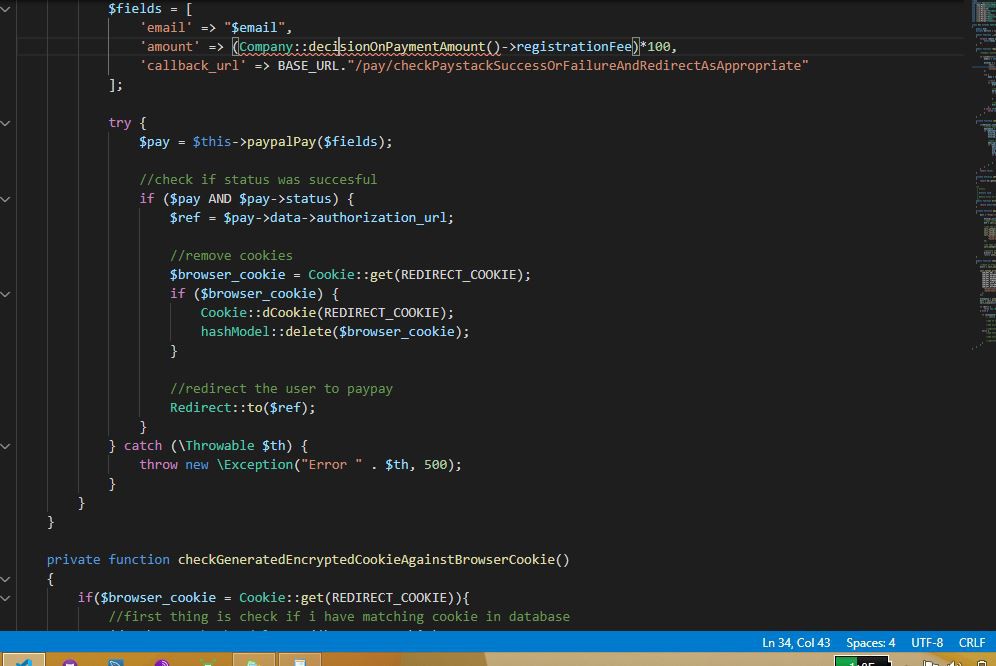 $fields = [
'email' => "$email",
'amount' => (Company::decisionOnPaymentAmount()->registrationFee)*100,
'callback_url' => BASE_URL."/pay/checkPaystackSuccessOrFailureAndRedirectAsAppropriate"
];
try {
$pay = $this->paypalPay($fields);
//check if status was succesful
if ($pay AND $pay->status) {
$ref = $pay->data->authorization_url;
//remove cookies
$browser_cookie = Cookie::get(REDIRECT_COOKIE);
if ($browser_cookie) {
Cookie::dCookie(REDIRECT_COOKIE);
hashModel::delete($browser_cookie);
}
//redirect the user to paypay
Redirect::to($ref);
}
} catch (\Throwable $th) {
throw new \Exception("Error " . $th, 500);
}
}
}
private function checkGeneratedEncryptedCookieAgainstBrowserCookie()
{
if($browser_cookie = Cookie::get(REDIRECT_COOKIE)){
//first thing is check if i have matching cookie in database
Ln 34, Col 43 Spaces: 4 UTF-8 CRLF